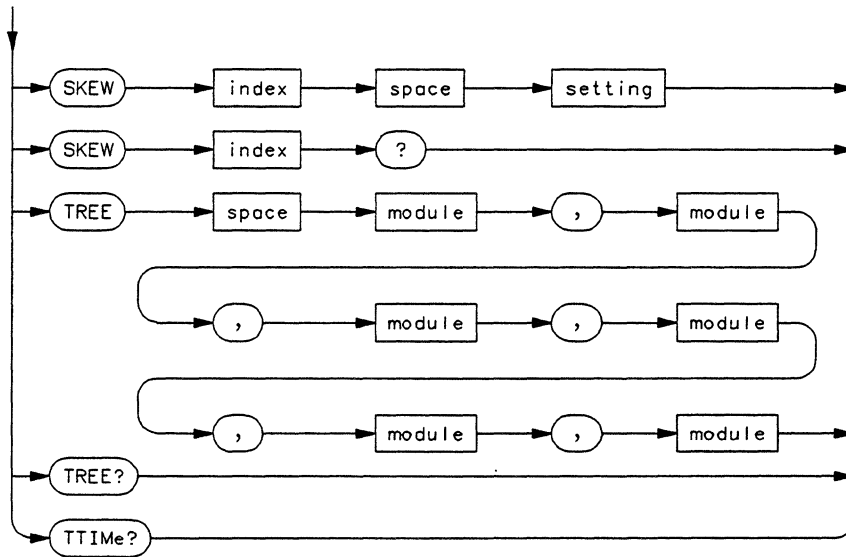 SKEW index space setting
SKEW index ?
TREE space module , module
, module , module
, module , module
TREE?
TTIMe?